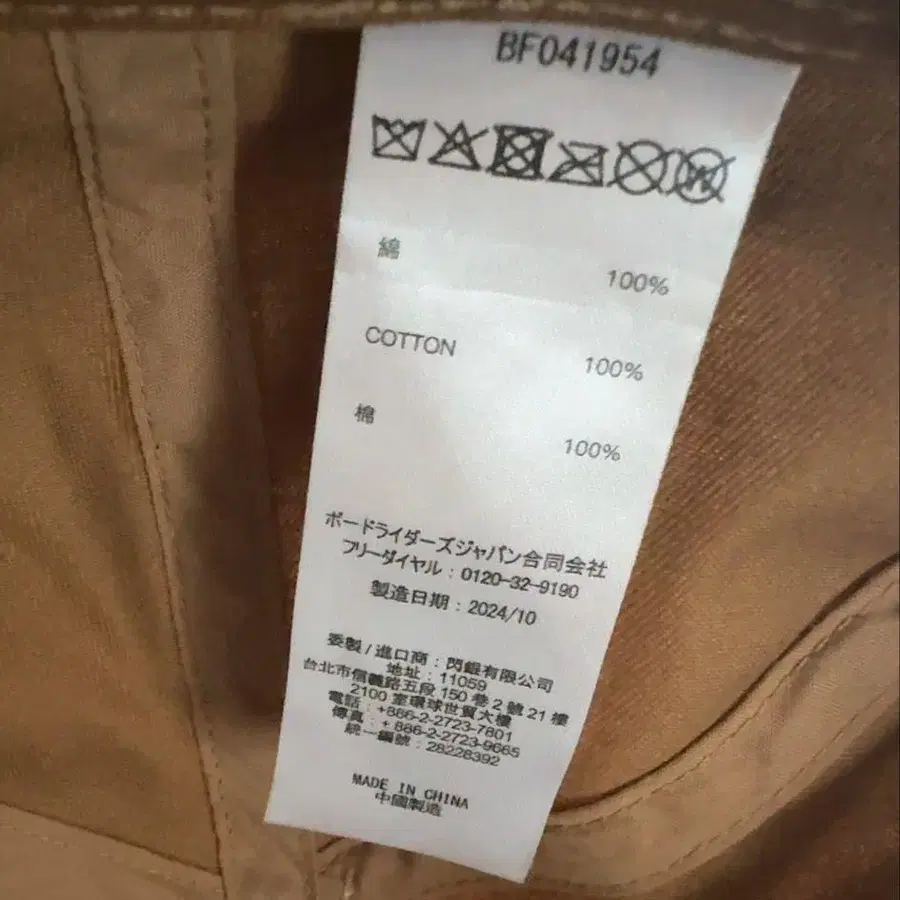 BF041954
綿 100%
COTTON 100%
棉 100%
ボードライダーズジャパン合同会社
フリーダイヤル：0120-32-9190
製造日期：2024/10
委製/進口商：閃銀有限公司
地址：11059
台北市信義路五段150巷2號21樓
2100室環球世貿大樓
電話：+886-2-2723-7801
傳真：+886-2-2723-9665
統一編號：28228392
MADE IN CHINA
中國製造